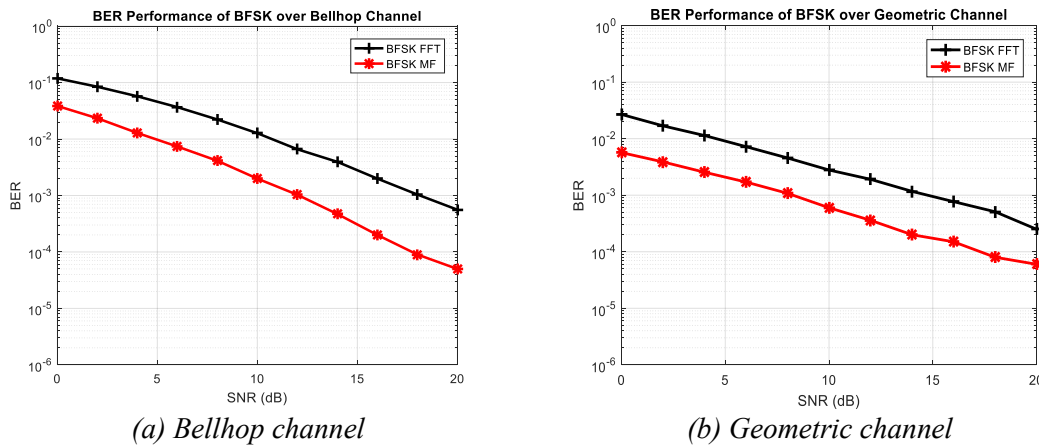 BER Performance of BFSK over Bellhop Channel
10^0
10^-1
10^-2
10^-3
10^-4
10^-5
10^-6
BER
BFSK FFT
BFSK MF
0 5 10 15 20
SNR (dB)
(a) Bellhop channel
BER Performance of BFSK over Geometric Channel
10^0
10^-1
10^-2
10^-3
10^-4
10^-5
10^-6
BER
BFSK FFT
BFSK MF
0 5 10 15 20
SNR (dB)
(b) Geometric channel